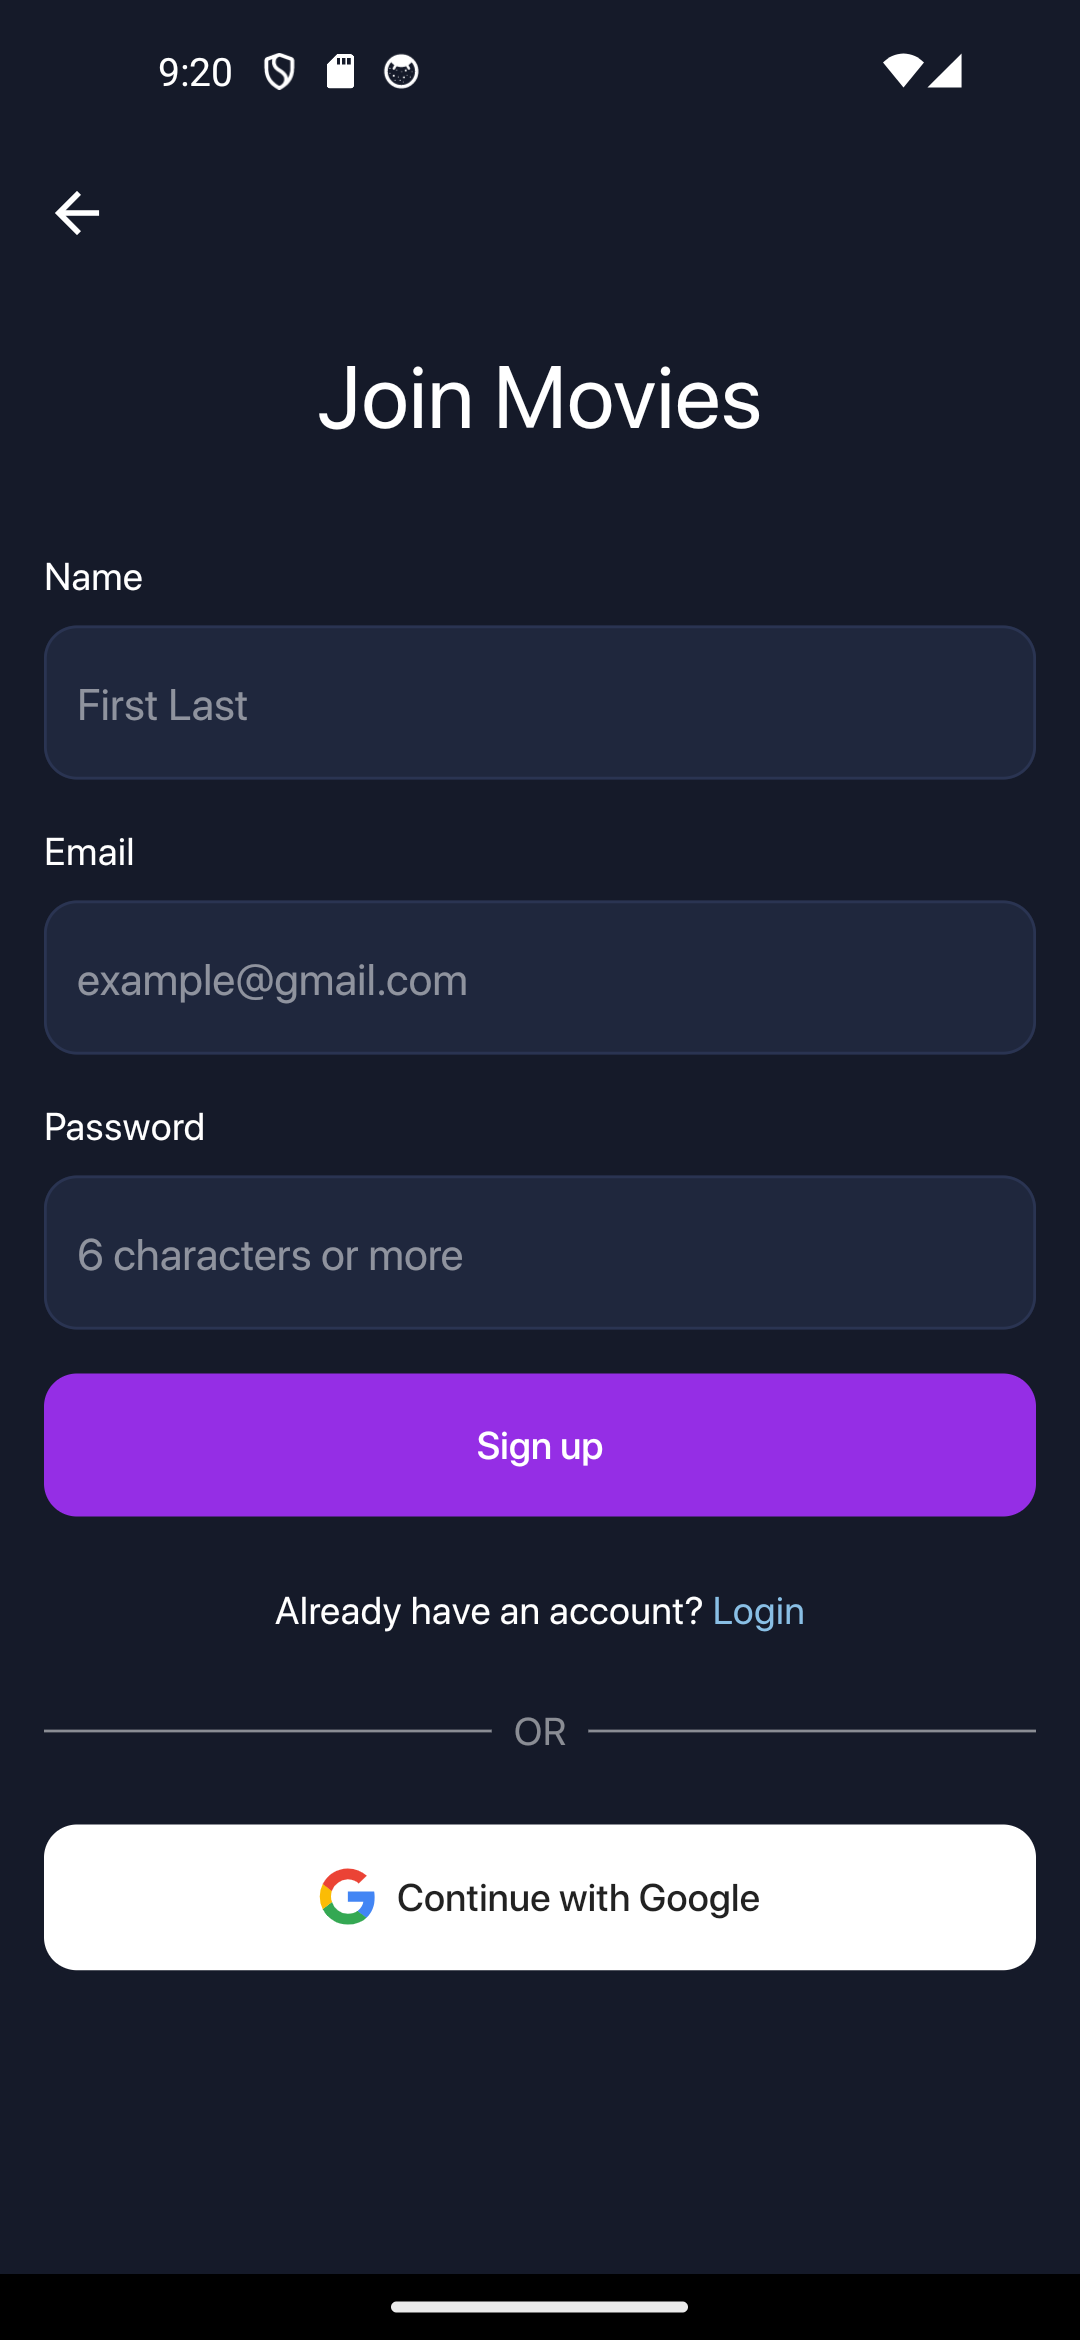 9:20
Join Movies
Name
First Last
Email
example@gmail.com
Password
6 characters or more
Sign up
Already have an account? Login
OR
Continue with Google